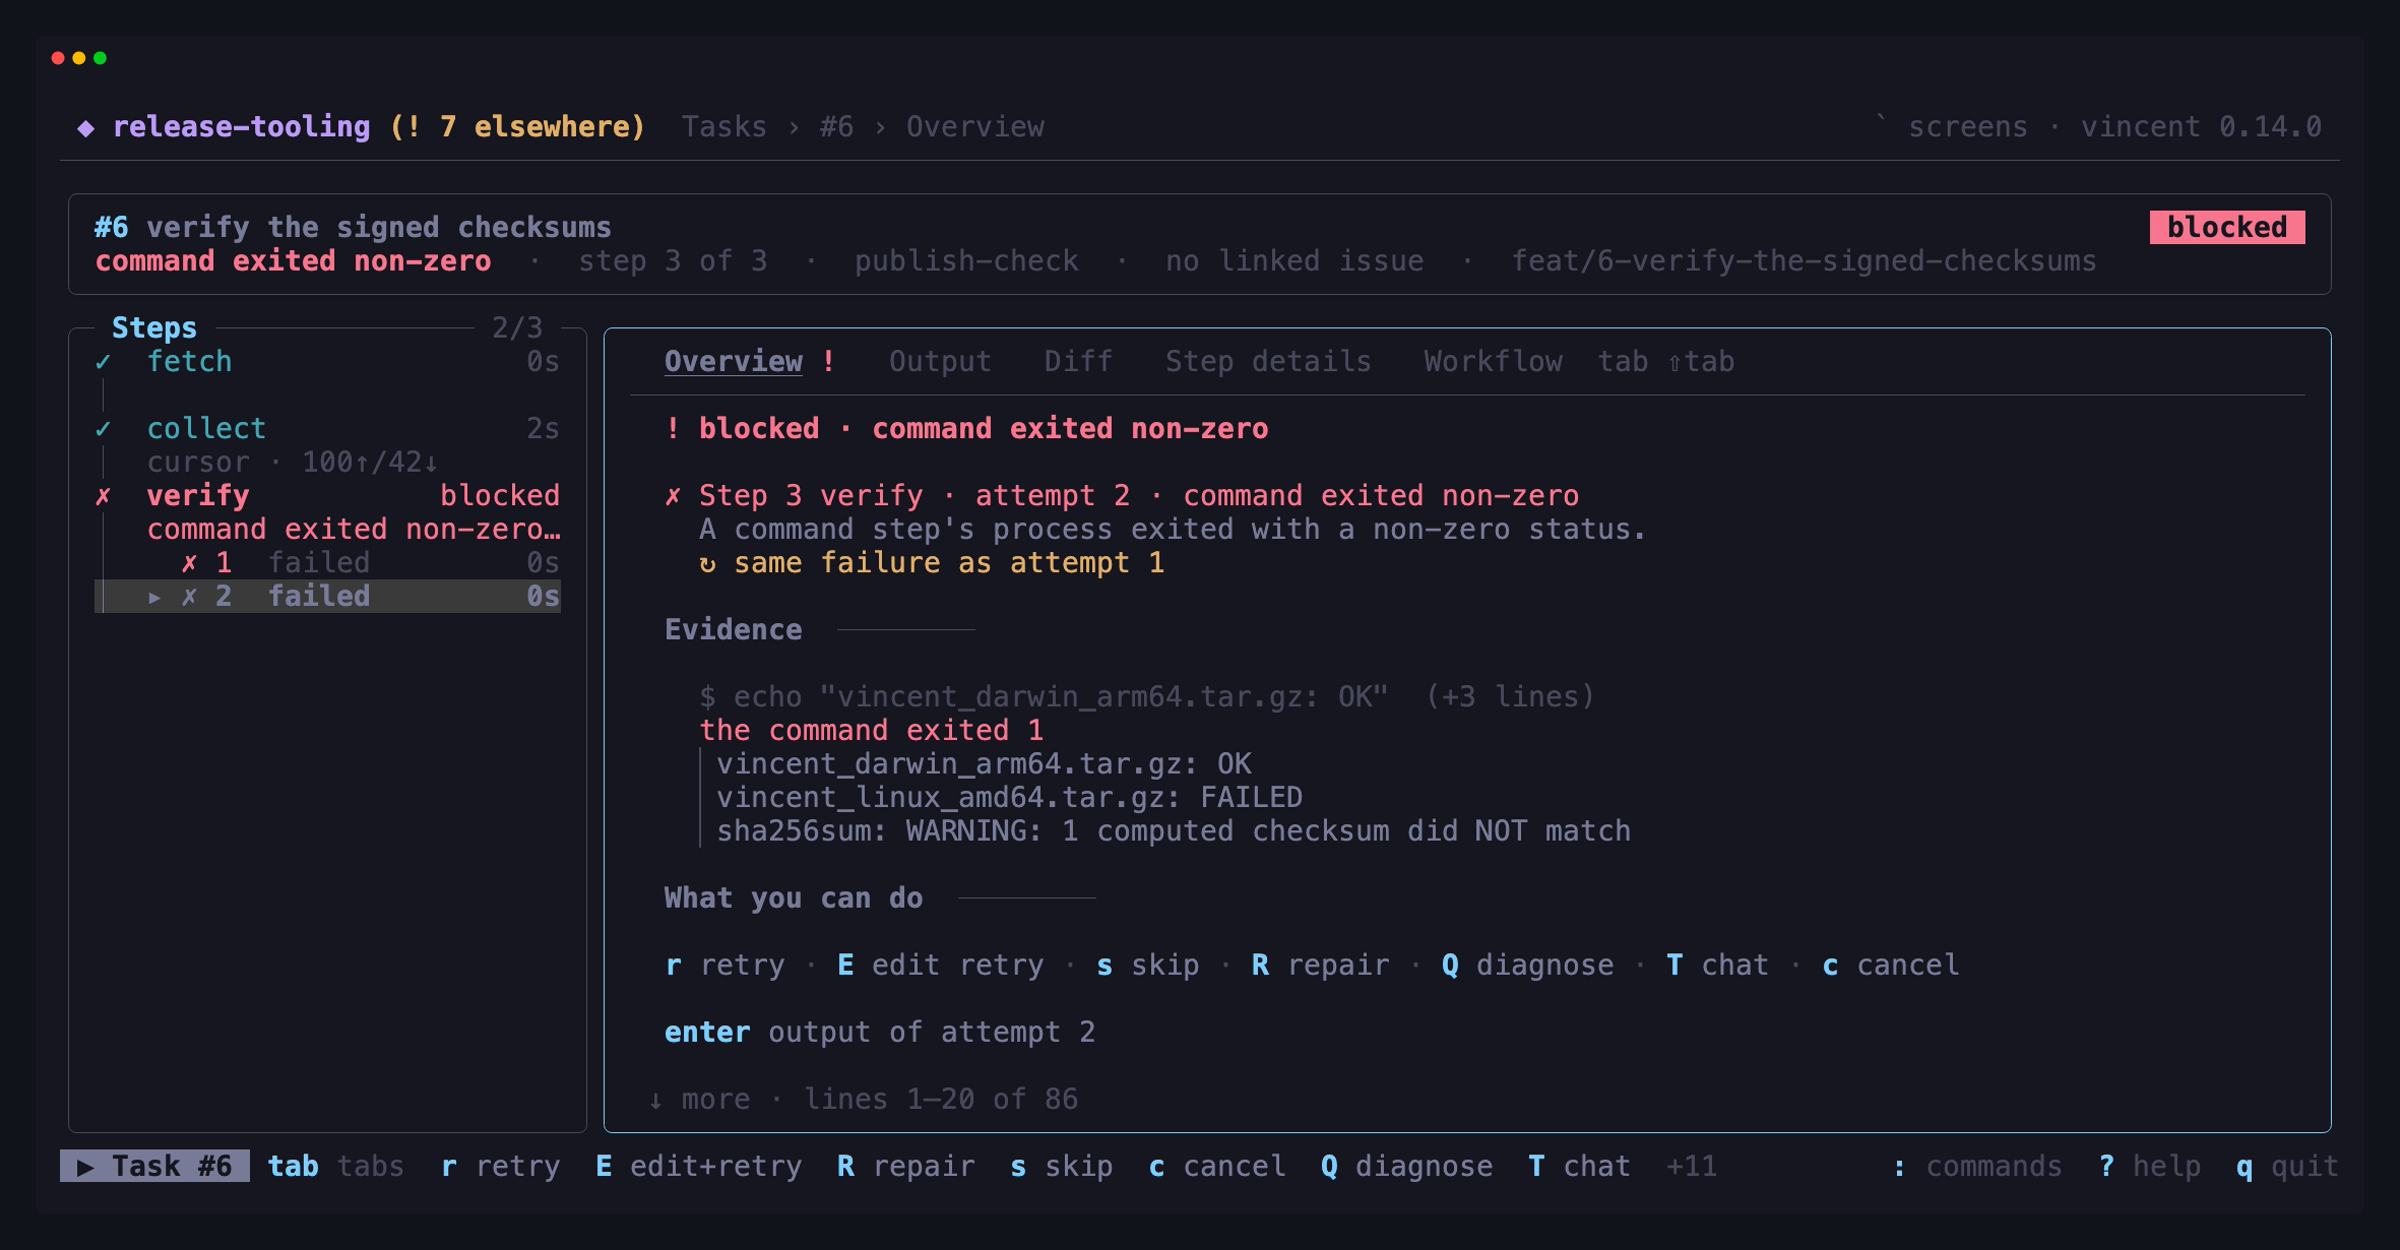 ◆ release-tooling (! 7 elsewhere)  Tasks › #6 › Overview  ` screens · vincent 0.14.0
#6 verify the signed checksums  blocked
command exited non-zero · step 3 of 3 · publish-check · no linked issue · feat/6-verify-the-signed-checksums
Steps  2/3
✓ fetch  0s
✓ collect  2s
cursor · 100↑/42↓
✗ verify  blocked
command exited non-zero…
✗ 1 failed  0s
▸ ✗ 2 failed  0s
Overview !  Output  Diff  Step details  Workflow  tab ⇧tab
! blocked · command exited non-zero
✗ Step 3 verify · attempt 2 · command exited non-zero
A command step's process exited with a non-zero status.
↻ same failure as attempt 1
Evidence
$ echo "vincent_darwin_arm64.tar.gz: OK"  (+3 lines)
the command exited 1
vincent_darwin_arm64.tar.gz: OK
vincent_linux_amd64.tar.gz: FAILED
sha256sum: WARNING: 1 computed checksum did NOT match
What you can do
r retry · E edit retry · s skip · R repair · Q diagnose · T chat · c cancel
enter output of attempt 2
↓ more · lines 1–20 of 86
▶ Task #6  tab tabs  r retry  E edit+retry  R repair  s skip  c cancel  Q diagnose  T chat  +11  : commands  ? help  q quit